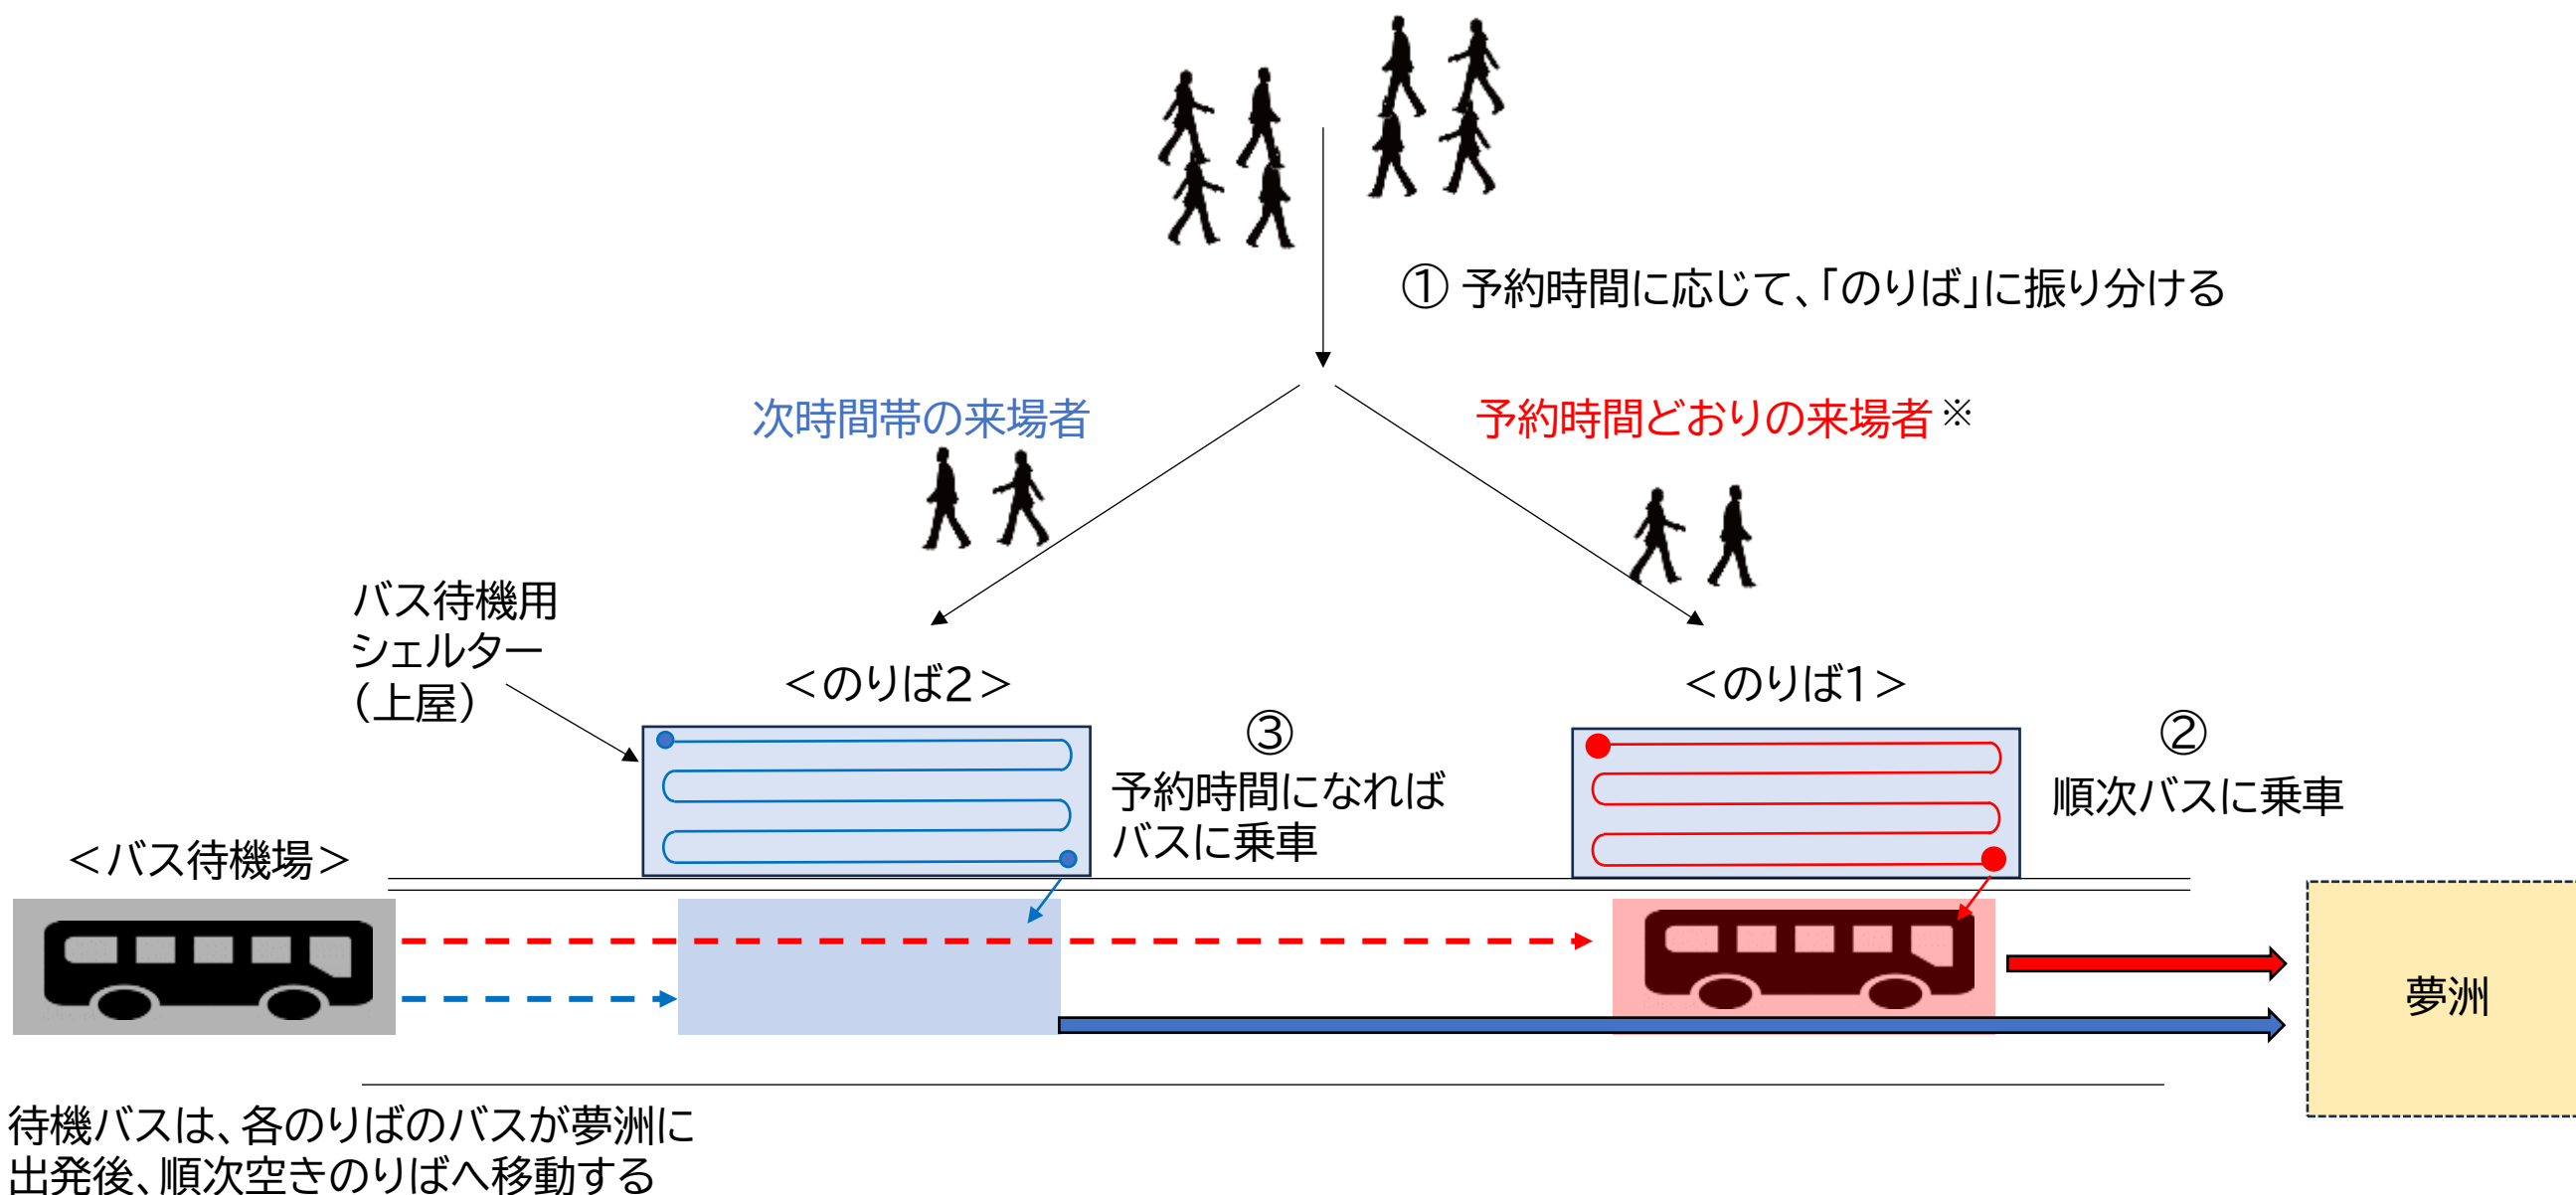 ① 予約時間に応じて、「のりば」に振り分ける
次時間帯の来場者
予約時間どおりの来場者※
バス待機用
シェルター
（上屋）
＜のりば2＞
＜のりば1＞
③
予約時間になれば
バスに乗車
②
順次バスに乗車
＜バス待機場＞
夢洲
待機バスは、各のりばのバスが夢洲に
出発後、順次空きのりばへ移動する